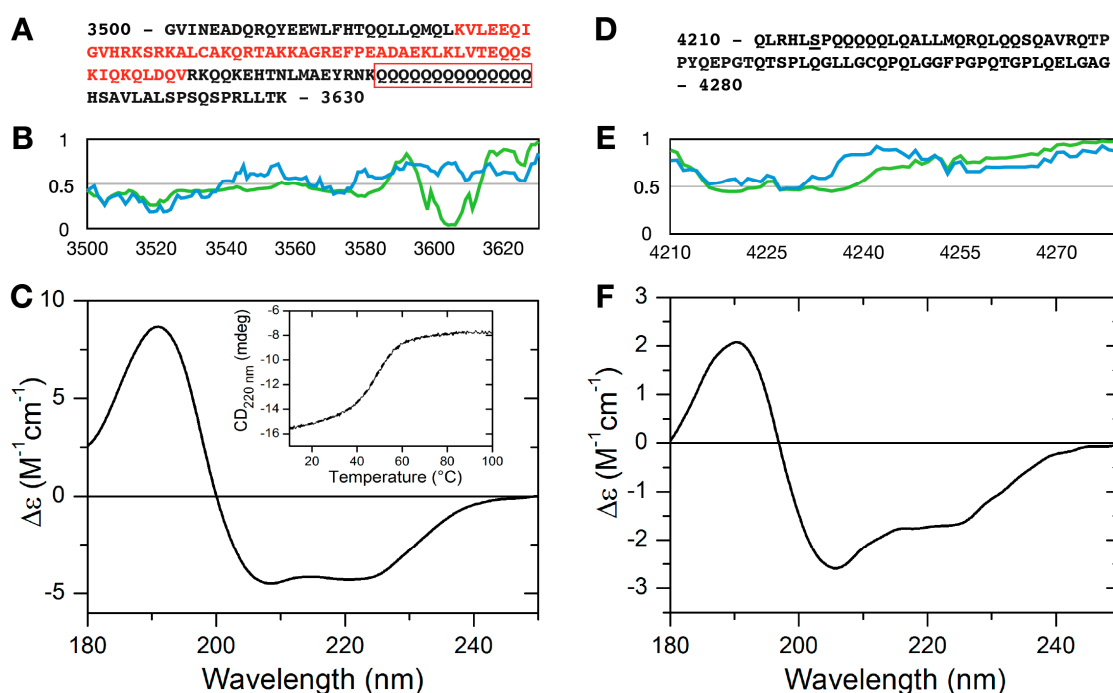 A
3500 – GVINEADQRQYEEWLFHTQQLLQMQLKVLEEQI
GVHRKSRKALCAKQRTAKKAGREFPEADAEKLKLVTEQQS
KIQKQLDQVRKQQKEHTNLMAEYRNKQQQQQQQQQQQQQQ
HSAVLALSPSQSPRLLTK – 3630
B
1
0.5
0
3500 3520 3540 3560 3580 3600 3620
C
10
5
0
-5
Δε (M-1cm-1)
180 200 220 240
Wavelength (nm)
-6
-8
-10
-12
-14
-16
CD220 nm (mdeg)
20 40 60 80 100
Temperature (°C)
D
4210 – QLRHLSPQQQQQLQALLMQRQLQQSQAVRQTP
PYQEPGTQTSPLQGLLGCQPQLGGFPGPQTGPLQELGAG
– 4280
E
1
0.5
0
4210 4225 4240 4255 4270
F
3
2
1
0
-1
-2
-3
Δε (M-1cm-1)
180 200 220 240
Wavelength (nm)